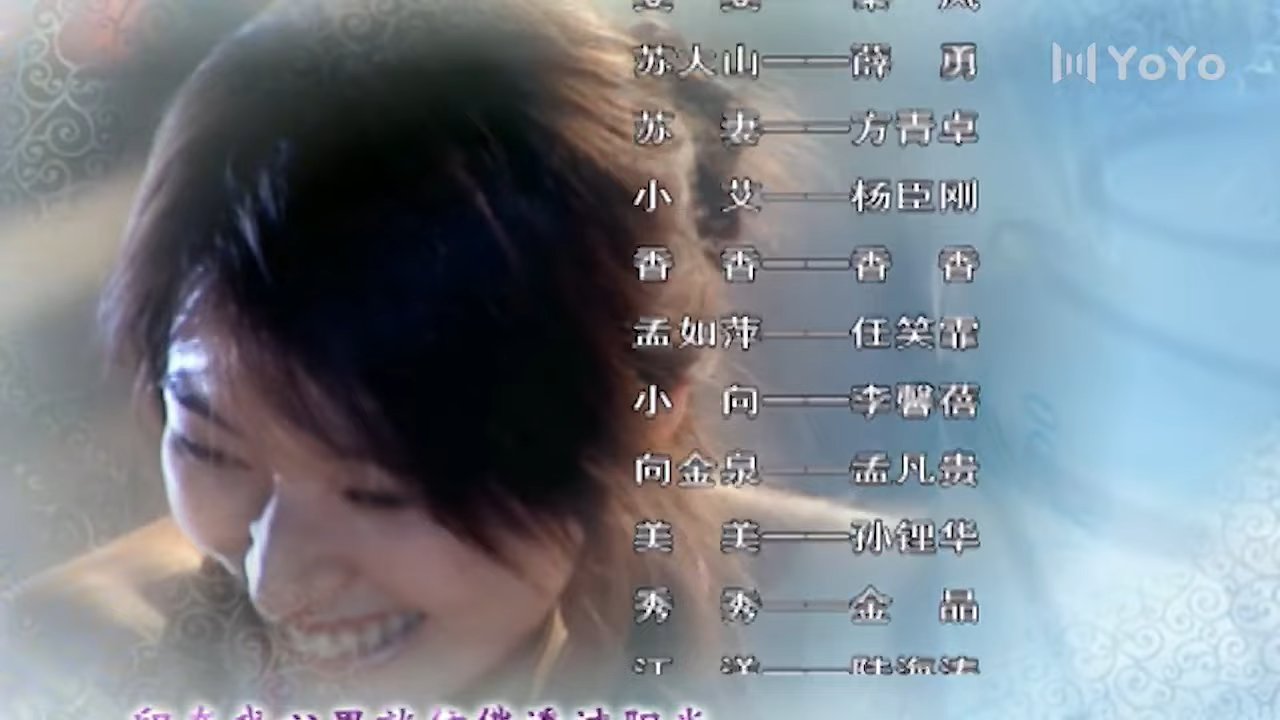 苏大山——薛 勇
YoYo
苏 妻——方青卓
小 艾——杨臣刚
香 香——香 香
孟如萍——任笑霏
小 向——李馨蓓
向金泉——孟凡贵
美 美——孙锂华
秀 秀——金 品